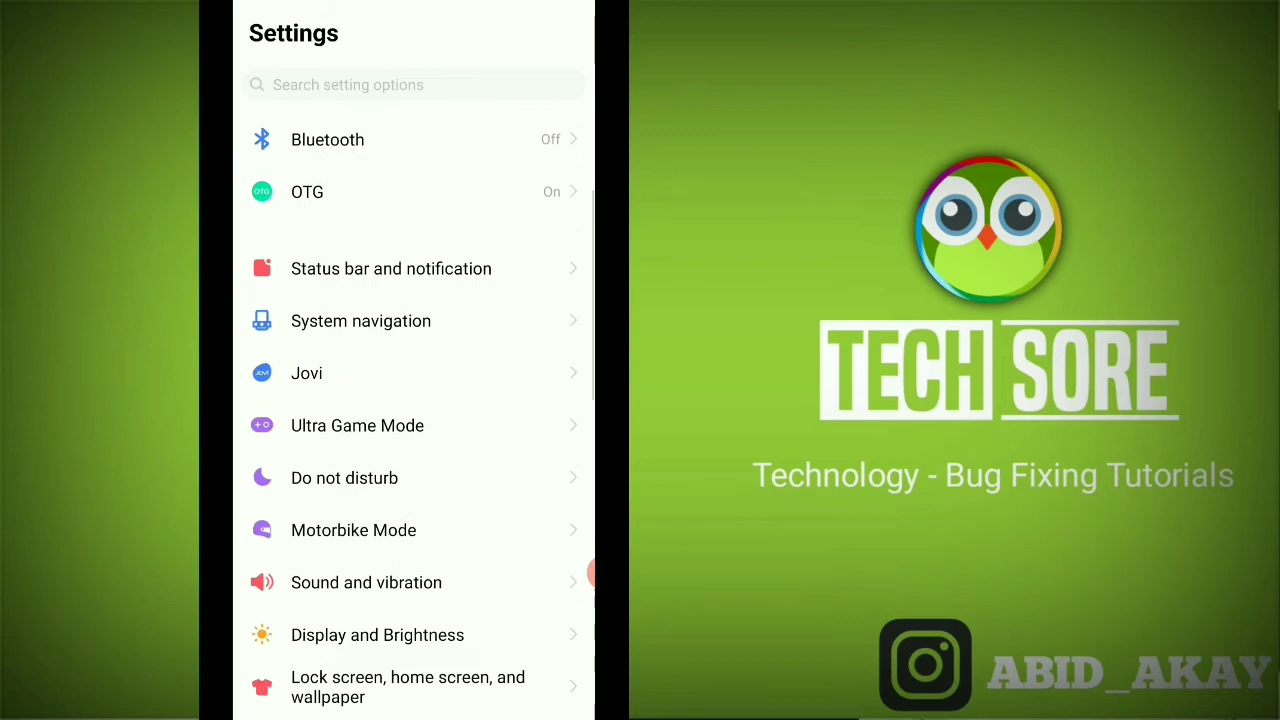 Settings
Search setting options
Bluetooth Off
OTG OTG On
Status bar and notification
System navigation
JOVI Jovi
Ultra Game Mode
Do not disturb
Motorbike Mode
Sound and vibration
Display and Brightness
Lock screen, home screen, and
wallpaper
TECH SORE
Technology - Bug Fixing Tutorials
ABID_AKAY